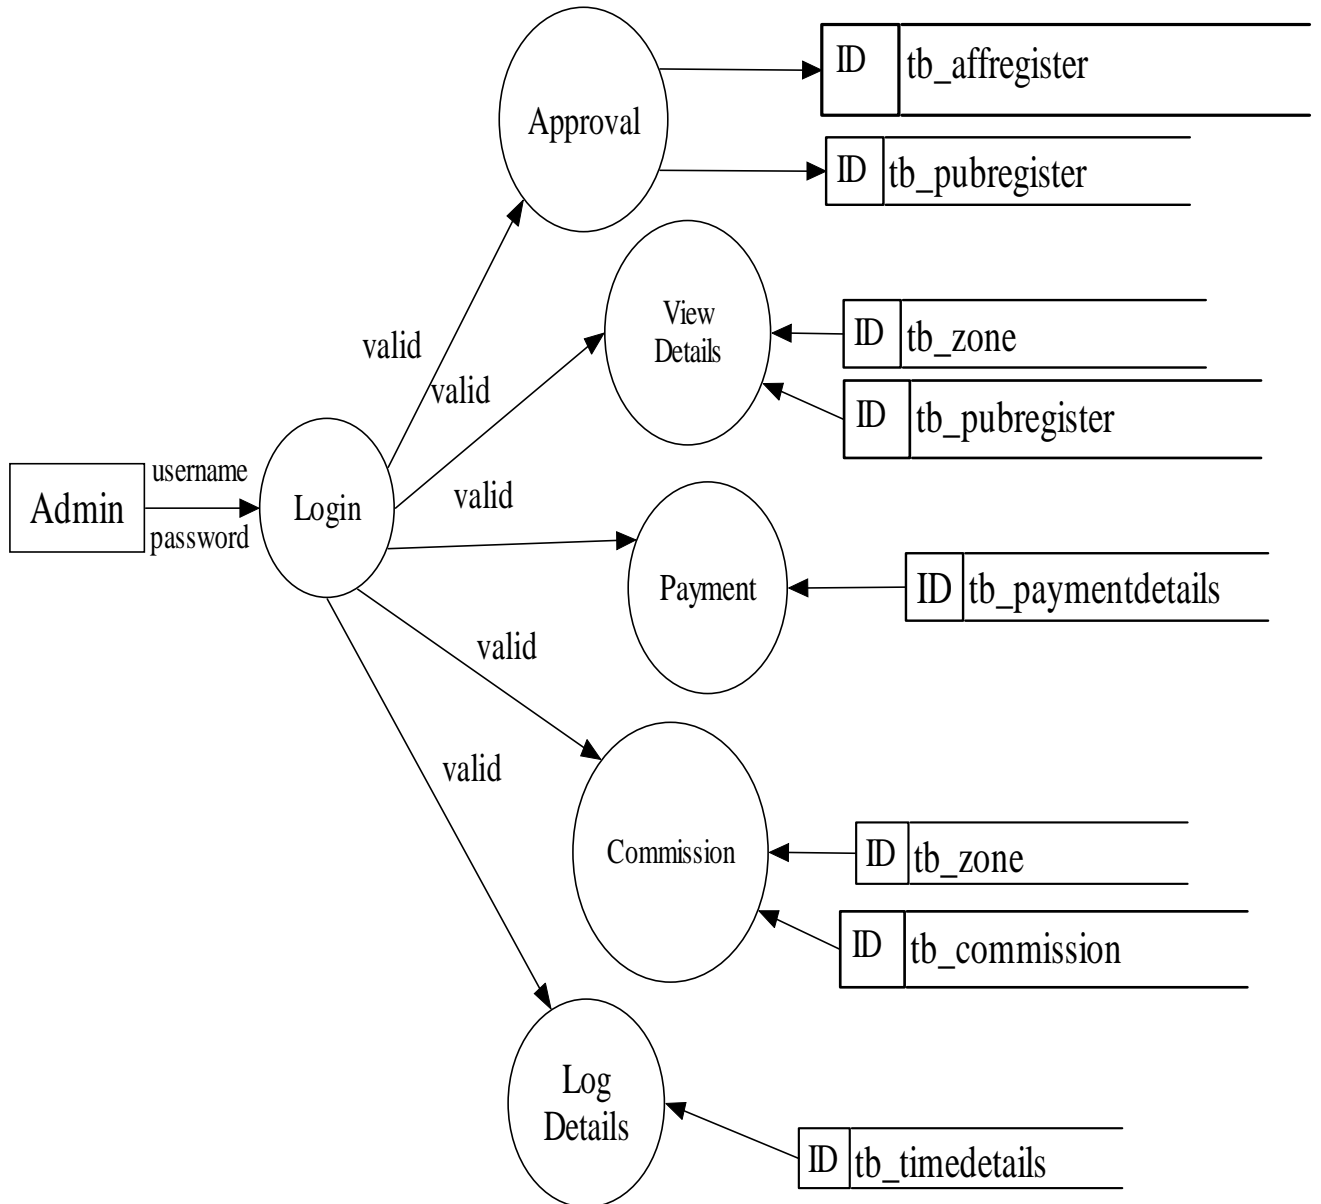 ID tb_affregister
Approval
ID tb_pubregister
View
Details
ID tb_zone
valid
valid
ID tb_pubregister
username
valid
Admin
Login
password
Payment
ID tb_paymentdetails
valid
valid
Commission
ID tb_zone
ID tb_commission
Log
Details
ID tb_timedetails